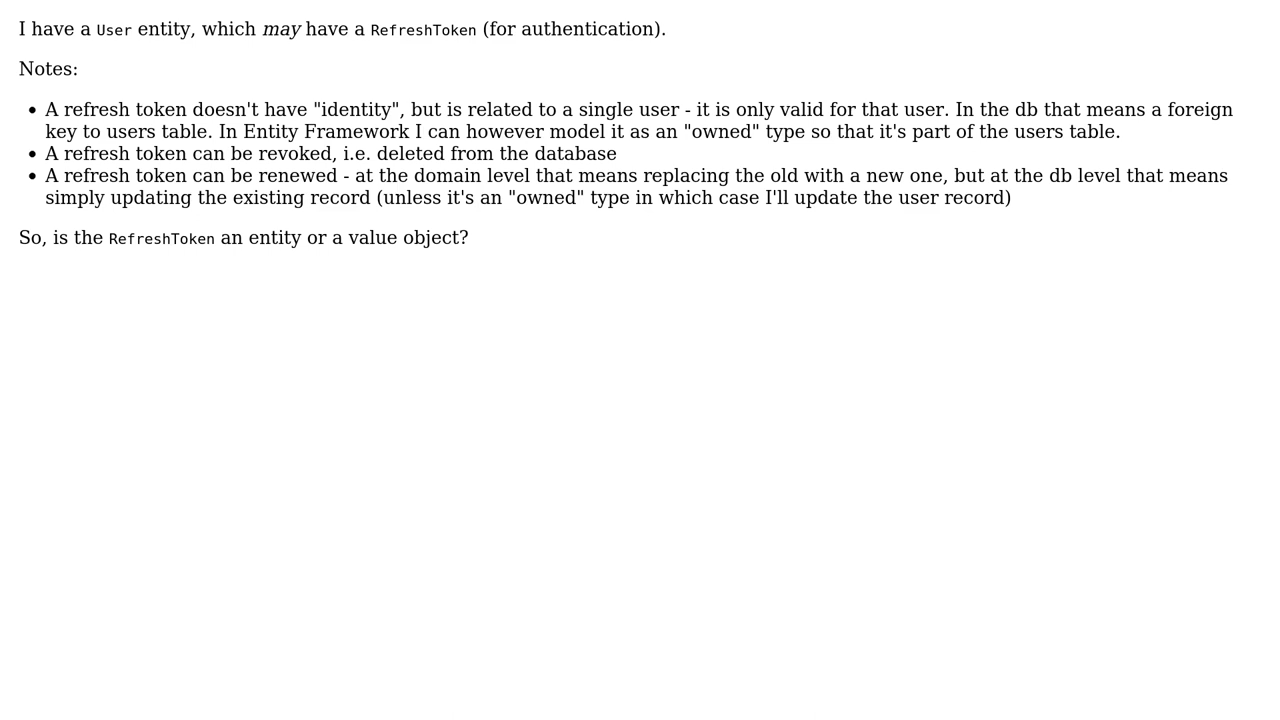 I have a User entity, which may have a RefreshToken (for authentication).
Notes:
• A refresh token doesn't have "identity", but is related to a single user - it is only valid for that user. In the db that means a foreign
key to users table. In Entity Framework I can however model it as an "owned" type so that it's part of the users table.
• A refresh token can be revoked, i.e. deleted from the database
• A refresh token can be renewed - at the domain level that means replacing the old with a new one, but at the db level that means
simply updating the existing record (unless it's an "owned" type in which case I'll update the user record)
So, is the RefreshToken an entity or a value object?